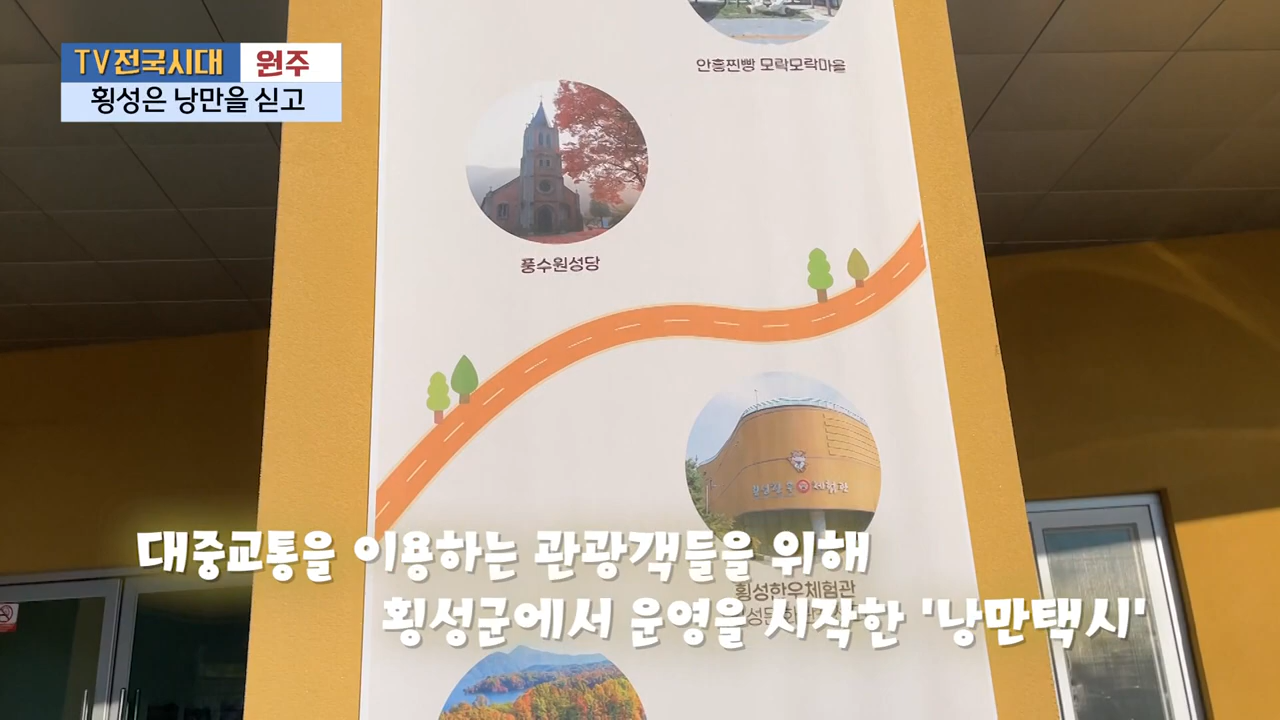 TV전국시대 원주
횡성은 낭만을 싣고
안흥찐빵 모락모락마을
풍수원성당
대중교통을 이용하는 관광객들을 위해
횡성한우체험관
횡성군에서 운영을 시작한 '낭만택시'